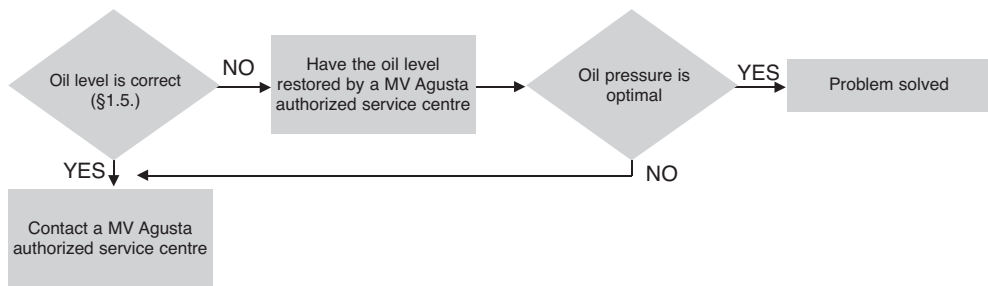 Oil level is correct
(§1.5.)
NO
Have the oil level
restored by a MV Agusta
authorized service centre
Oil pressure is
optimal
YES
Problem solved
YES
NO
Contact a MV Agusta
authorized service centre